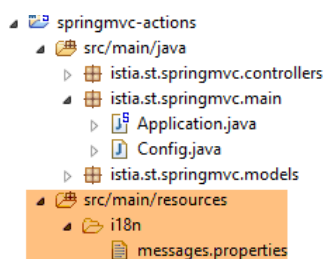 springmvc-actions
src/main/java
istia.st.springmvc.controllers
istia.st.springmvc.main
Application.java
Config.java
istia.st.springmvc.models
src/main/resources
i18n
messages.properties